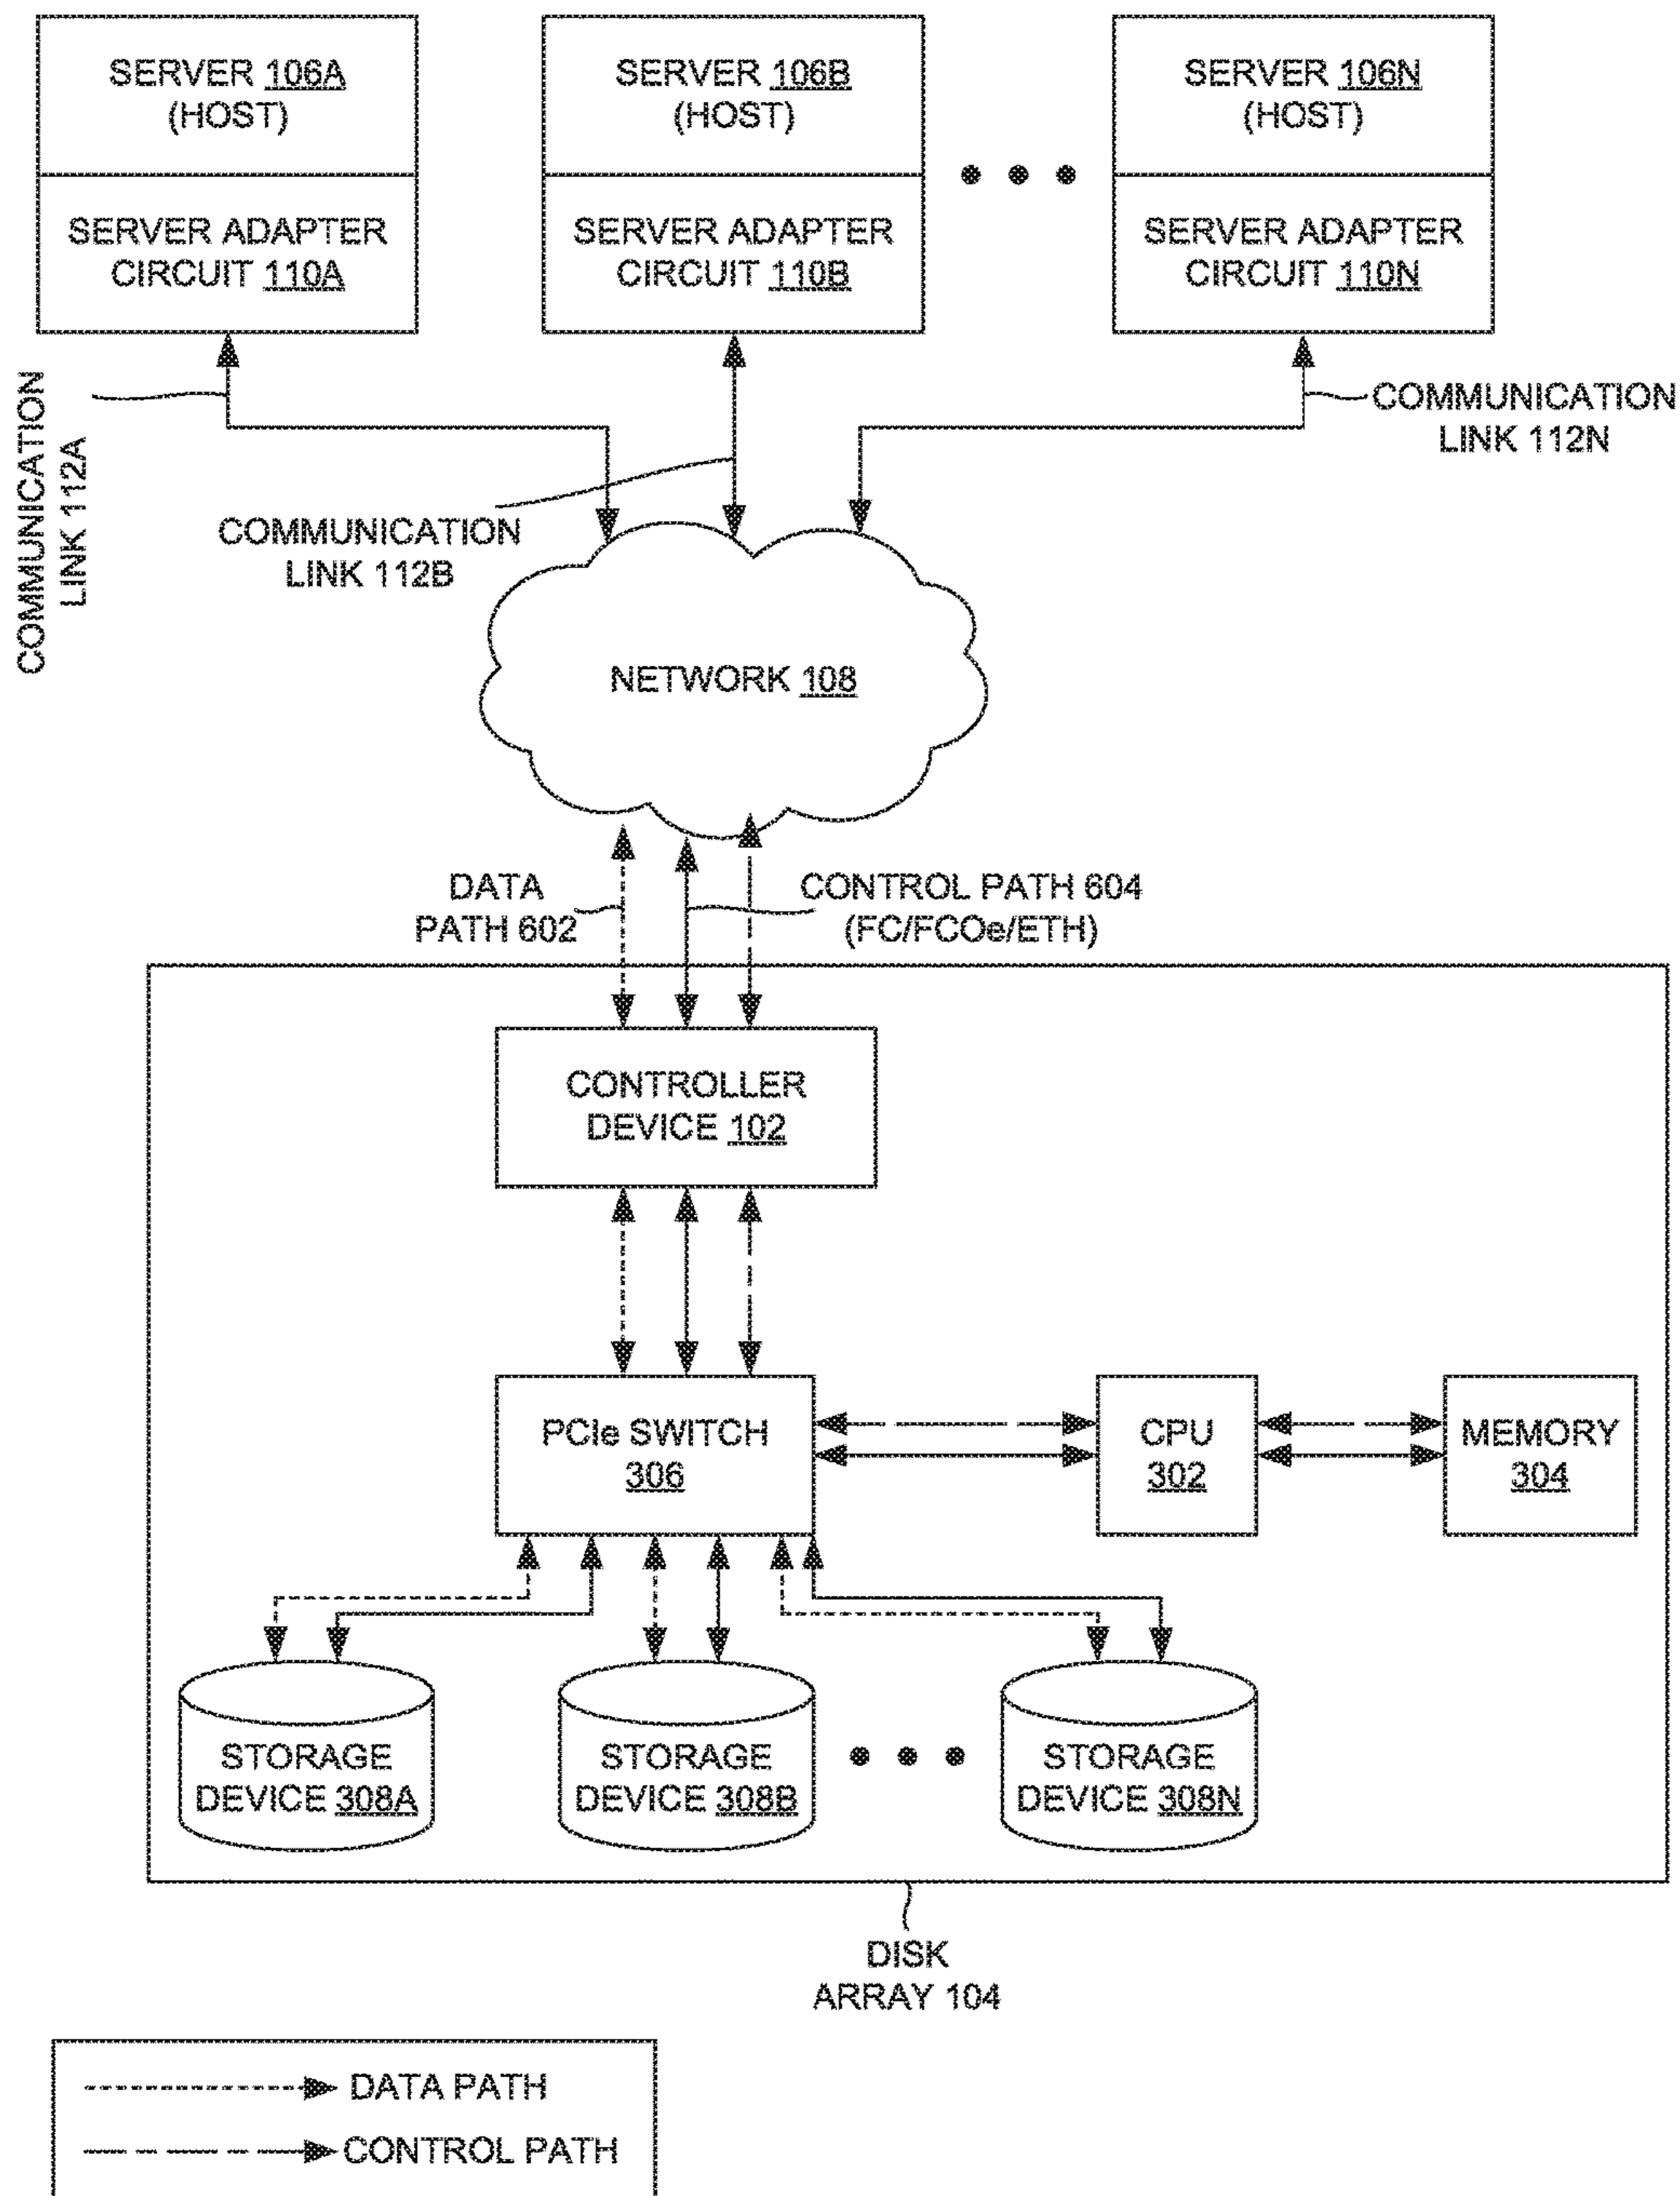 SERVER 106A
(HOST)
SERVER ADAPTER
CIRCUIT 110A
SERVER 106B
(HOST)
SERVER ADAPTER
CIRCUIT 110B
SERVER 106N
(HOST)
SERVER ADAPTER
CIRCUIT 110N
COMMUNICATION
LINK 112A
COMMUNICATION
LINK 112B
COMMUNICATION
LINK 112N
NETWORK 108
DATA
PATH 602
CONTROL PATH 604
(FC/FCOe/ETH)
CONTROLLER
DEVICE 102
PCIe SWITCH
306
CPU
302
MEMORY
304
STORAGE
DEVICE 308A
STORAGE
DEVICE 308B
STORAGE
DEVICE 308N
DISK
ARRAY 104
DATA PATH
CONTROL PATH